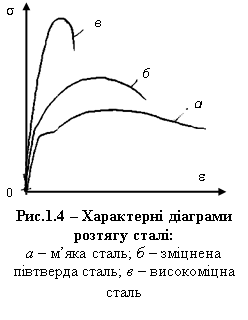 σ
в
б
а
0
ε
Рис.1.4 – Характерні діаграми
розтягу сталі:
а – м'яка сталь; б – зміцнена
півтверда сталь; в – високоміцна
сталь